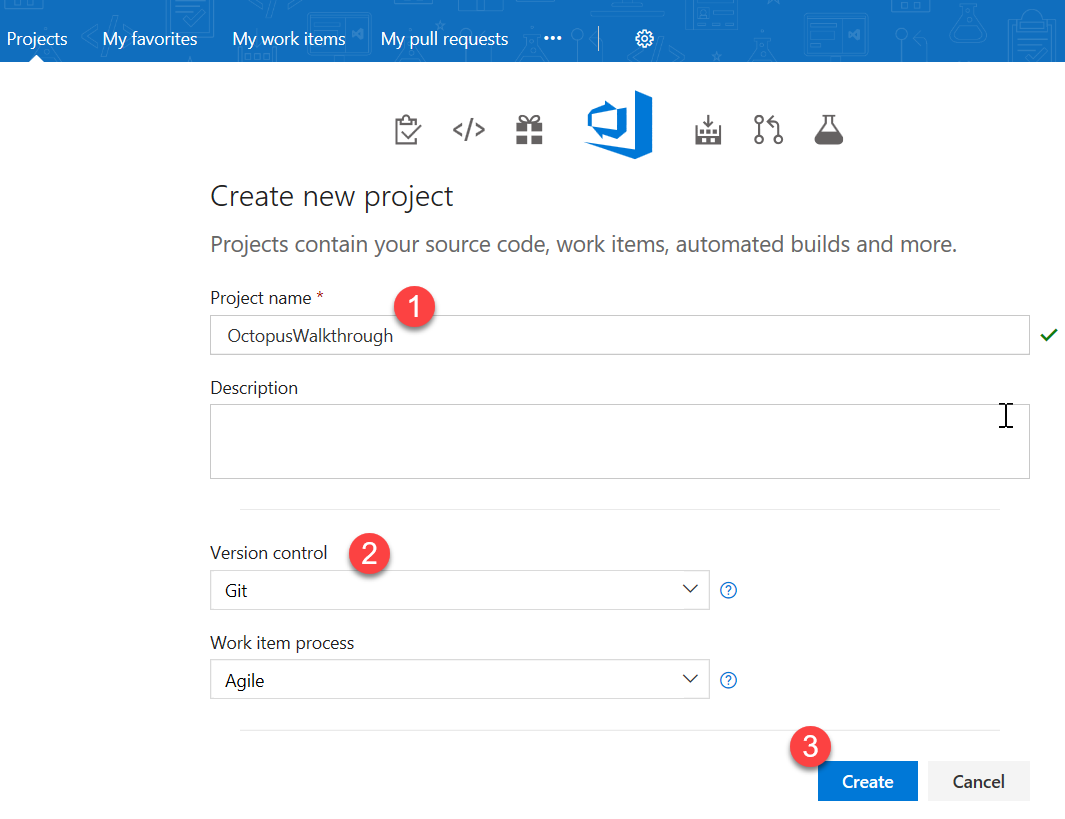 Projects My favorites My work items My pull requests ...
Create new project
Projects contain your source code, work items, automated builds and more.
Project name *
1
OctopusWalkthrough
Description
Version control
2
Git
?
Work item process
Agile
?
3
Create Cancel